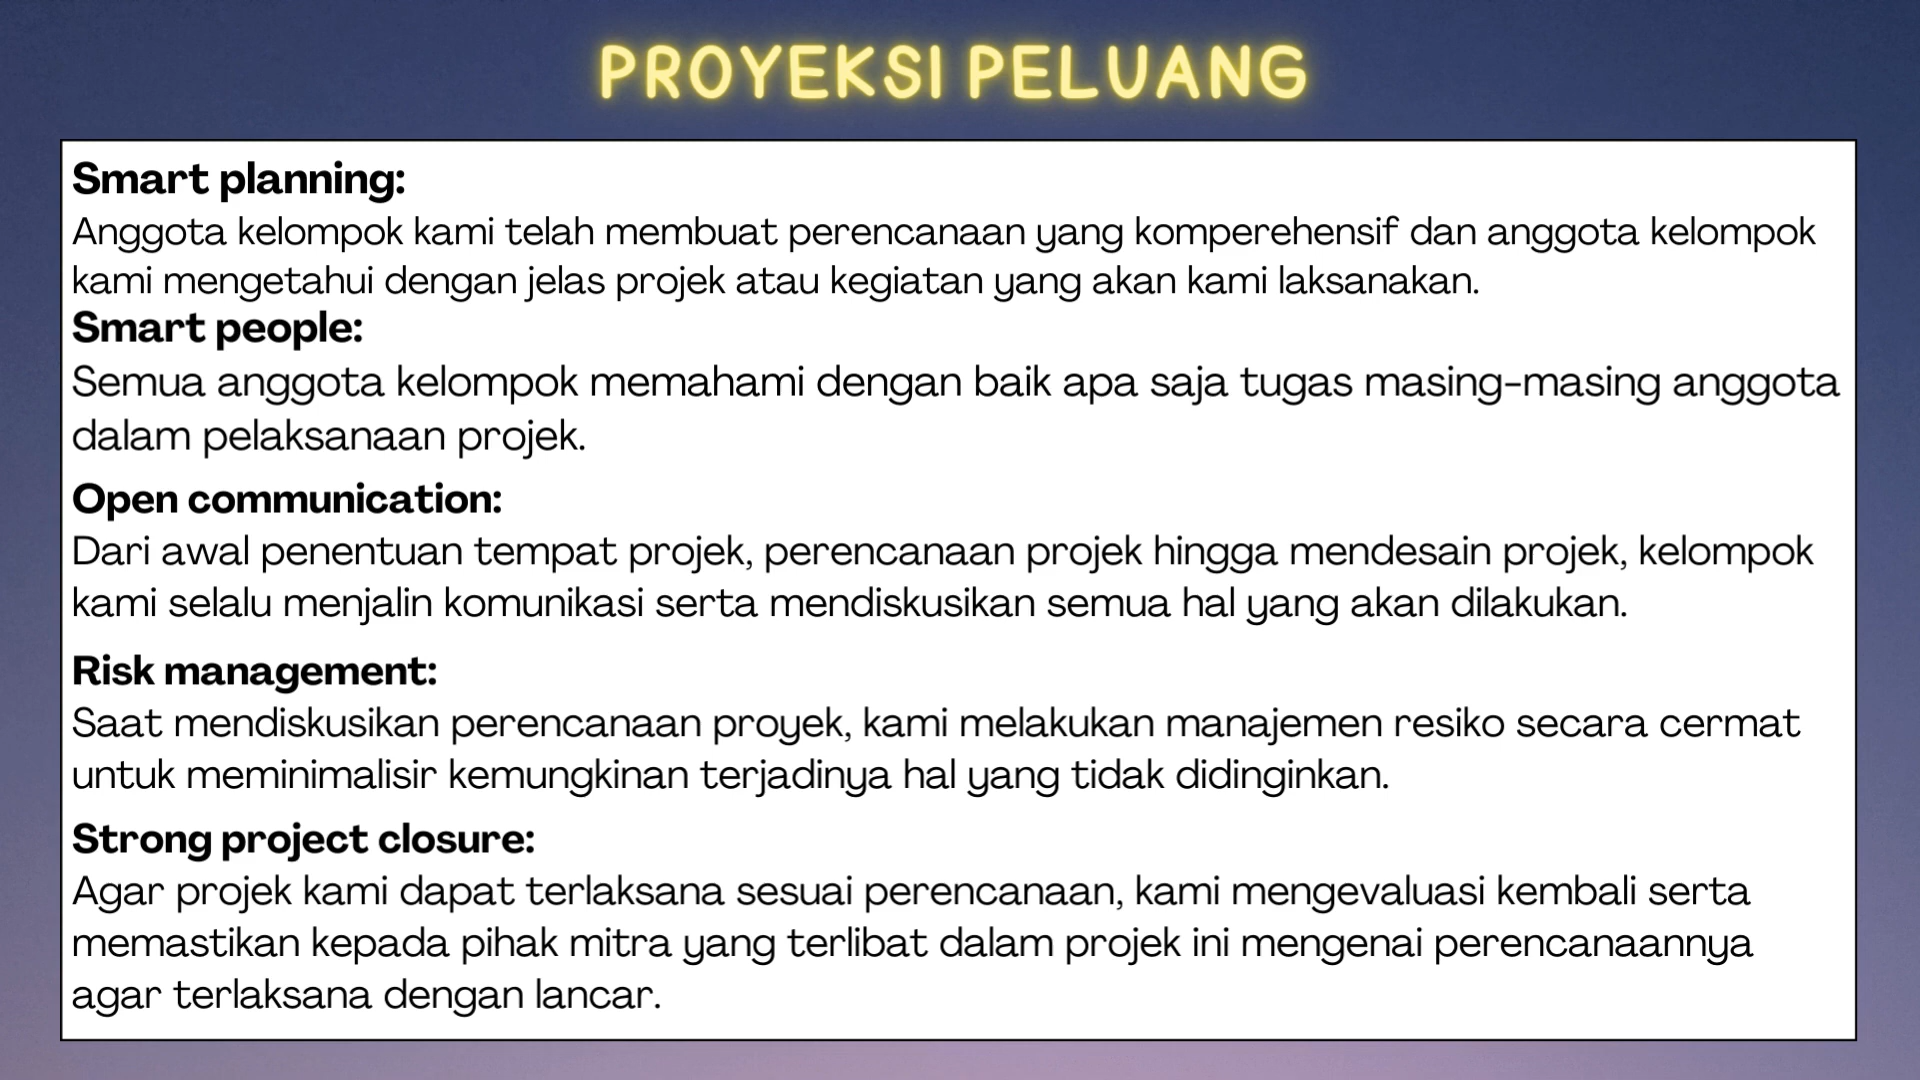 PROYEKSI PELUANG
Smart planning:
Anggota kelompok kami telah membuat perencanaan yang komperehensif dan anggota kelompok
kami mengetahui dengan jelas projek atau kegiatan yang akan kami laksanakan.
Smart people:
Semua anggota kelompok memahami dengan baik apa saja tugas masing-masing anggota
dalam pelaksanaan projek.
Open communication:
Dari awal penentuan tempat projek, perencanaan projek hingga mendesain projek, kelompok
kami selalu menjalin komunikasi serta mendiskusikan semua hal yang akan dilakukan.
Risk management:
Saat mendiskusikan perencanaan proyek, kami melakukan manajemen resiko secara cermat
untuk meminimalisir kemungkinan terjadinya hal yang tidak didinginkan.
Strong project closure:
Agar projek kami dapat terlaksana sesuai perencanaan, kami mengevaluasi kembali serta
memastikan kepada pihak mitra yang terlibat dalam projek ini mengenai perencanaannya
agar terlaksana dengan lancar.